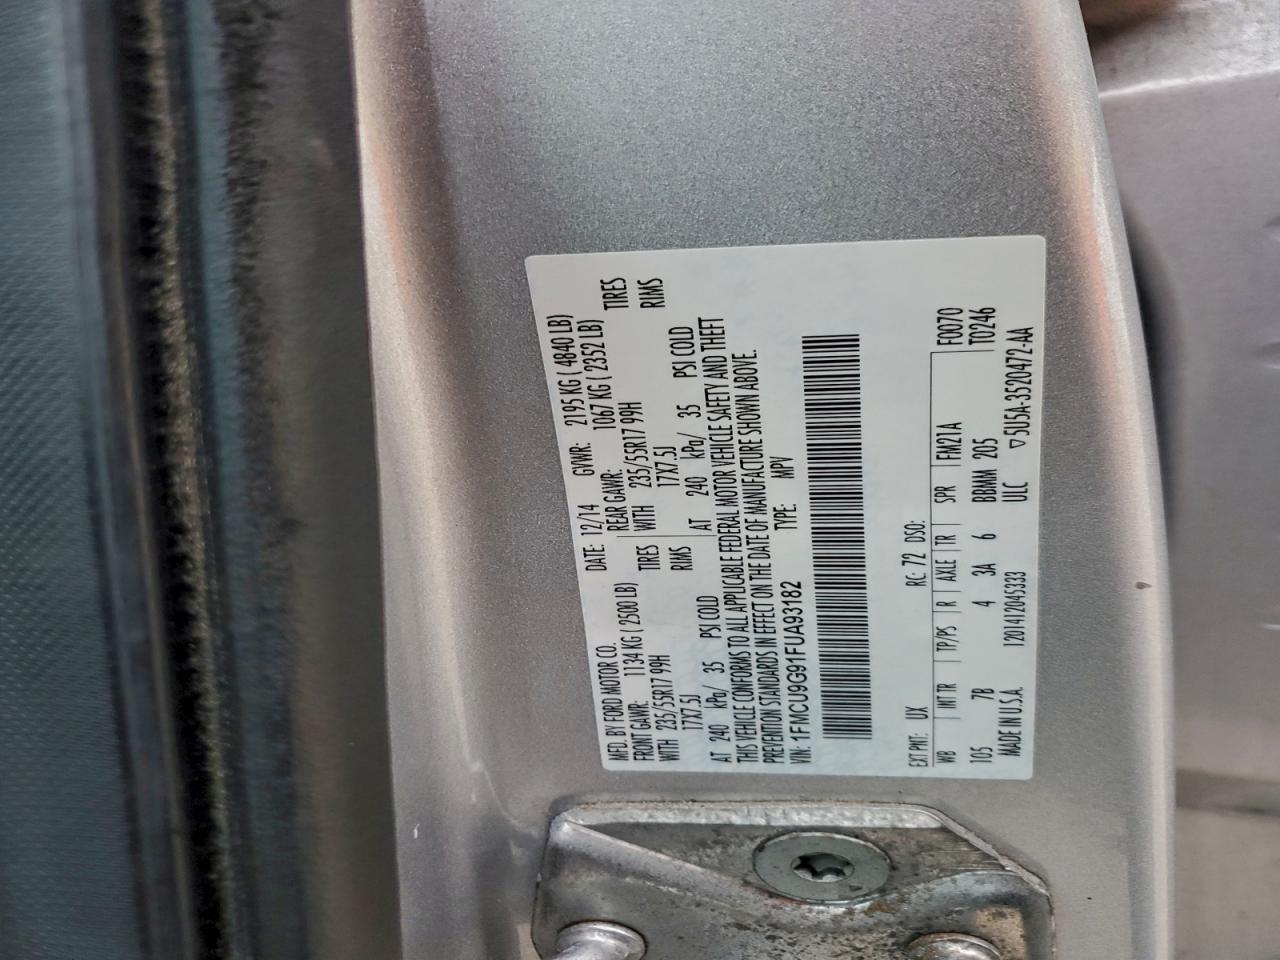 MFD. BY FORD MOTOR CO. DATE: 12/14 GVWR: 2195 KG ( 4840 LB)
FRONT GAWR: 1134 KG ( 2500 LB) REAR GAWR: 1067 KG ( 2352 LB)
WITH 235/55R17 99H TIRES WITH 235/55R17 99H TIRES
17X7.5J RIMS 17X7.5J RIMS
AT 240 kPa/ 35 PSI COLD AT 240 kPa/ 35 PSI COLD
THIS VEHICLE CONFORMS TO ALL APPLICABLE FEDERAL MOTOR VEHICLE SAFETY AND THEFT
PREVENTION STANDARDS IN EFFECT ON THE DATE OF MANUFACTURE SHOWN ABOVE.
VIN: 1FMCU9G91FUA93182 TYPE: MPV
EXT PNT: UX RC: 72 DSO:
WB INT TR TP/PS R AXLE TR SPR FM21A F0070
105 7B 4 3A 6 BBMM 205 T0246
MADE IN U.S.A. 1201412045333 ULC ▽5U5A-3520472-AA